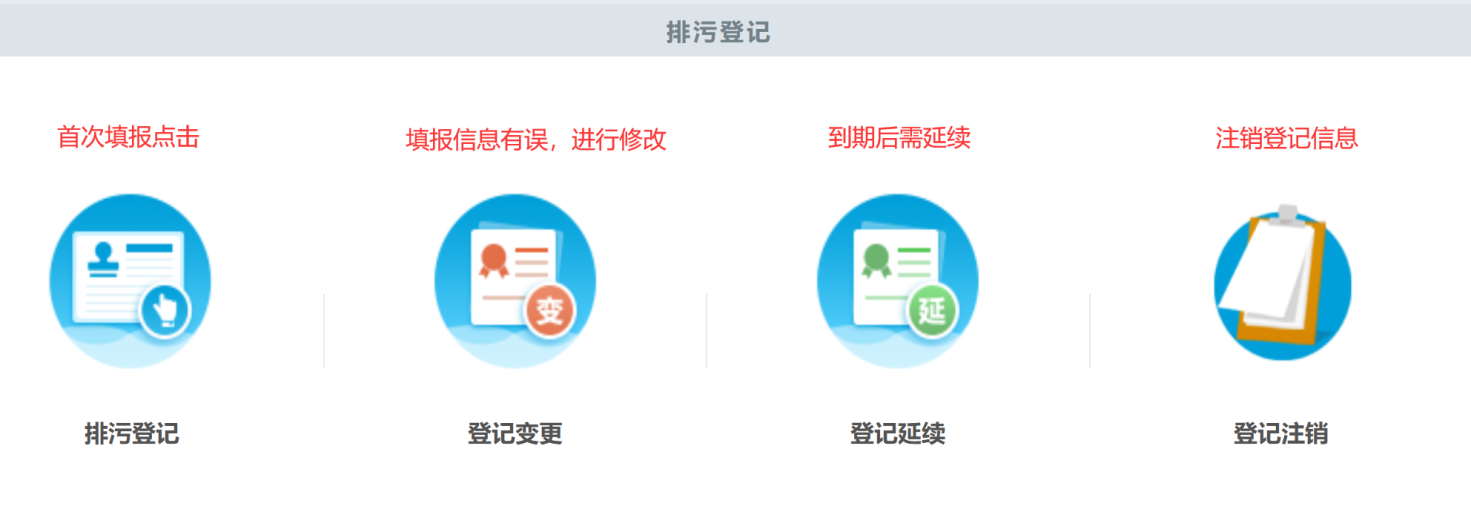 排污登记
首次填报点击
填报信息有误，进行修改
到期后需延续
注销登记信息
变
延
排污登记
登记变更
登记延续
登记注销